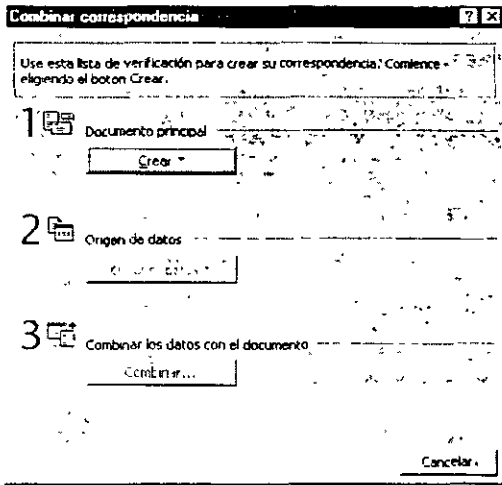 Combinar correspondencia
Use esta lista de verificación para crear su correspondencia. Comience
eligiendo el boton Crear.
1 Documento principal
Crear
2 Origen de datos
3 Combinar los datos con el documento
Combinar...
Cancelar